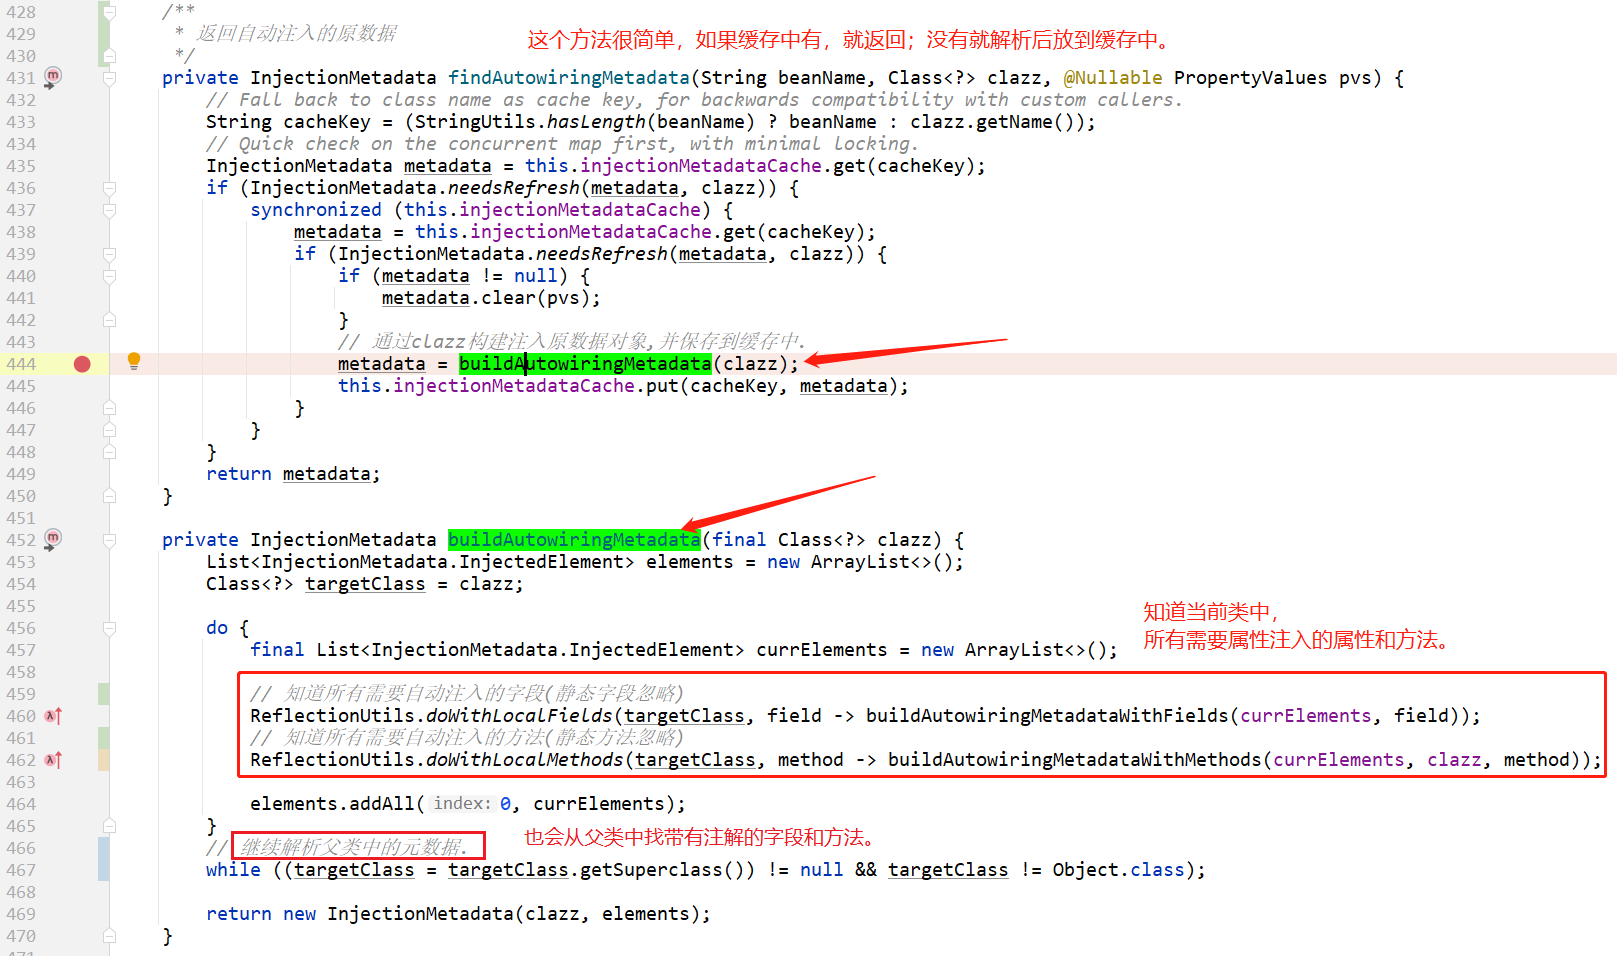 428 /**
429 * 返回自动注入的原数据
这个方法很简单，如果缓存中有，就返回；没有就解析后放到缓存中。
430 */
431 private InjectionMetadata findAutowiringMetadata(String beanName, Class<?> clazz, @Nullable PropertyValues pvs) {
432 // Fall back to class name as cache key, for backwards compatibility with custom callers.
433 String cacheKey = (StringUtils.hasLength(beanName) ? beanName : clazz.getName());
434 // Quick check on the concurrent map first, with minimal locking.
435 InjectionMetadata metadata = this.injectionMetadataCache.get(cacheKey);
436 if (InjectionMetadata.needsRefresh(metadata, clazz)) {
437 synchronized (this.injectionMetadataCache) {
438 metadata = this.injectionMetadataCache.get(cacheKey);
439 if (InjectionMetadata.needsRefresh(metadata, clazz)) {
440 if (metadata != null) {
441 metadata.clear(pvs);
442 }
443 // 通过clazz构建注入原数据对象,并保存到缓存中.
444 metadata = buildAutowiringMetadata(clazz);
445 this.injectionMetadataCache.put(cacheKey, metadata);
446 }
447 }
448 }
449 return metadata;
450 }
451
452 private InjectionMetadata buildAutowiringMetadata(final Class<?> clazz) {
453 List<InjectionMetadata.InjectedElement> elements = new ArrayList<>();
454 Class<?> targetClass = clazz;
455
知道当前类中，
456 do {
所有需要属性注入的属性和方法。
457 final List<InjectionMetadata.InjectedElement> currElements = new ArrayList<>();
458
459 // 知道所有需要自动注入的字段(静态字段忽略)
460 ReflectionUtils.doWithLocalFields(targetClass, field -> buildAutowiringMetadataWithFields(currElements, field));
461 // 知道所有需要自动注入的方法(静态方法忽略)
462 ReflectionUtils.doWithLocalMethods(targetClass, method -> buildAutowiringMetadataWithMethods(currElements, clazz, method));
463
464 elements.addAll( index: 0, currElements);
465 }
466 // 继续解析父类中的元数据.
也会从父类中找带有注解的字段和方法。
467 while ((targetClass = targetClass.getSuperclass()) != null && targetClass != Object.class);
468
469 return new InjectionMetadata(clazz, elements);
470 }
471